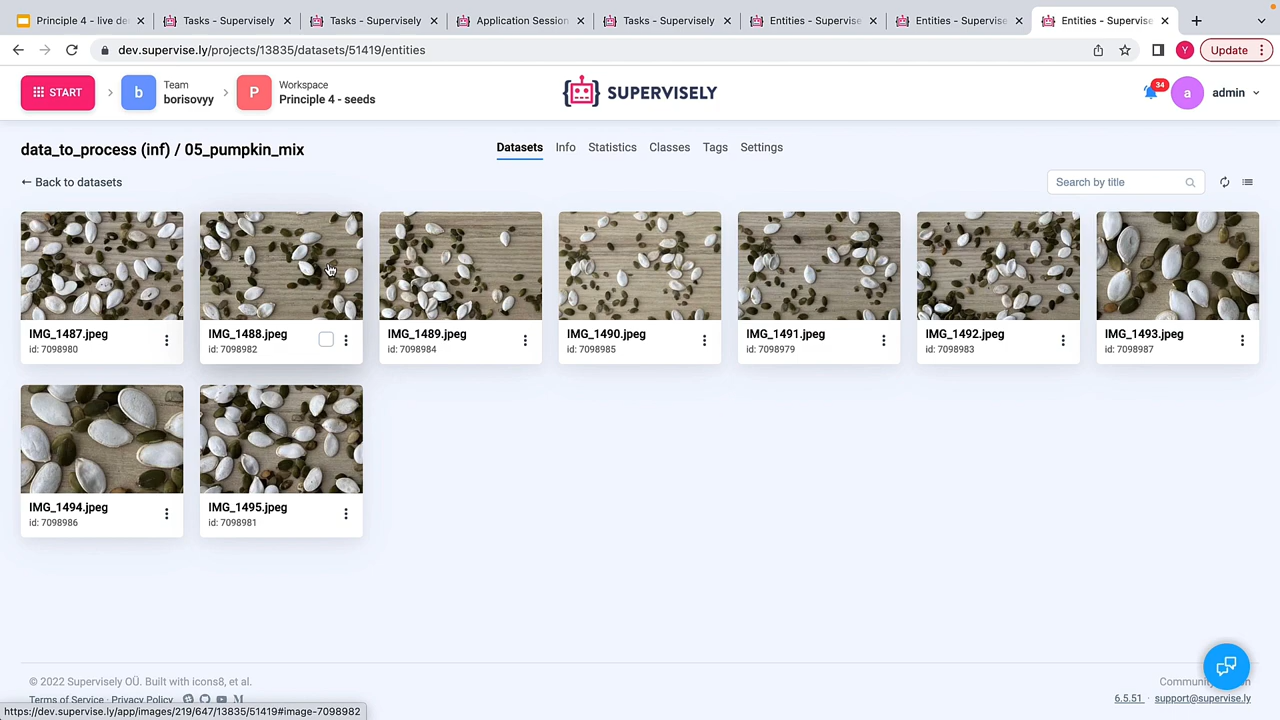 Principle 4 - live de
Tasks - Supervisely
Tasks - Supervisely
Application Session
Tasks - Supervisely
Entities - Supervise
Entities - Supervise
Entities - Supervise
dev.supervise.ly/projects/13835/datasets/51419/entities
Y
Update
START
b
Team
borisovyy
P
Workspace
Principle 4 - seeds
SUPERVISELY
34
a
admin
data_to_process (inf) / 05_pumpkin_mix
Datasets
Info
Statistics
Classes
Tags
Settings
← Back to datasets
Search by title
IMG_1487.jpeg
id: 7098980
IMG_1488.jpeg
id: 7098982
IMG_1489.jpeg
id: 7098984
IMG_1490.jpeg
id: 7098985
IMG_1491.jpeg
id: 7098979
IMG_1492.jpeg
id: 7098983
IMG_1493.jpeg
id: 7098987
IMG_1494.jpeg
id: 7098986
IMG_1495.jpeg
id: 7098981
© 2022 Supervisely OÜ. Built with icons8, et al.
Terms of Service · Privacy Policy
6.5.51 · support@supervise.ly
https://dev.supervise.ly/app/images/219/647/13835/51419#image-7098982